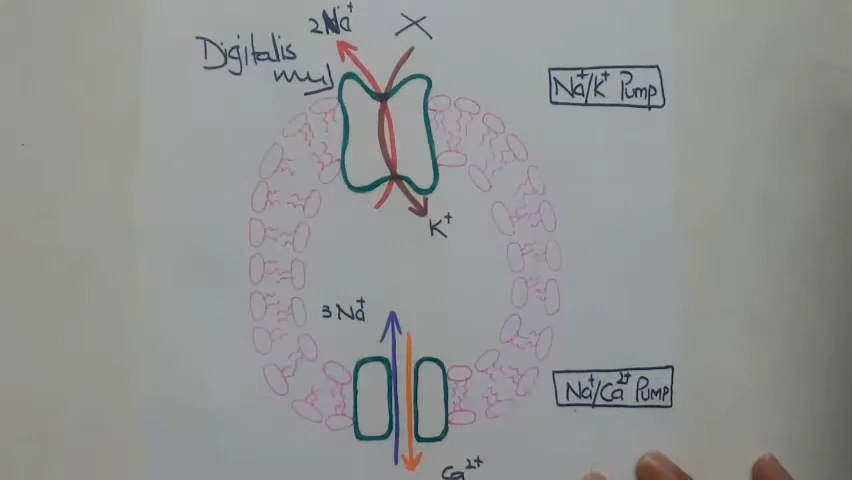 2Na⁺
X
Digitalis
Na⁺/K⁺ Pump
K⁺
3Na⁺
Na⁺/Ca²⁺ Pump
Ca²⁺